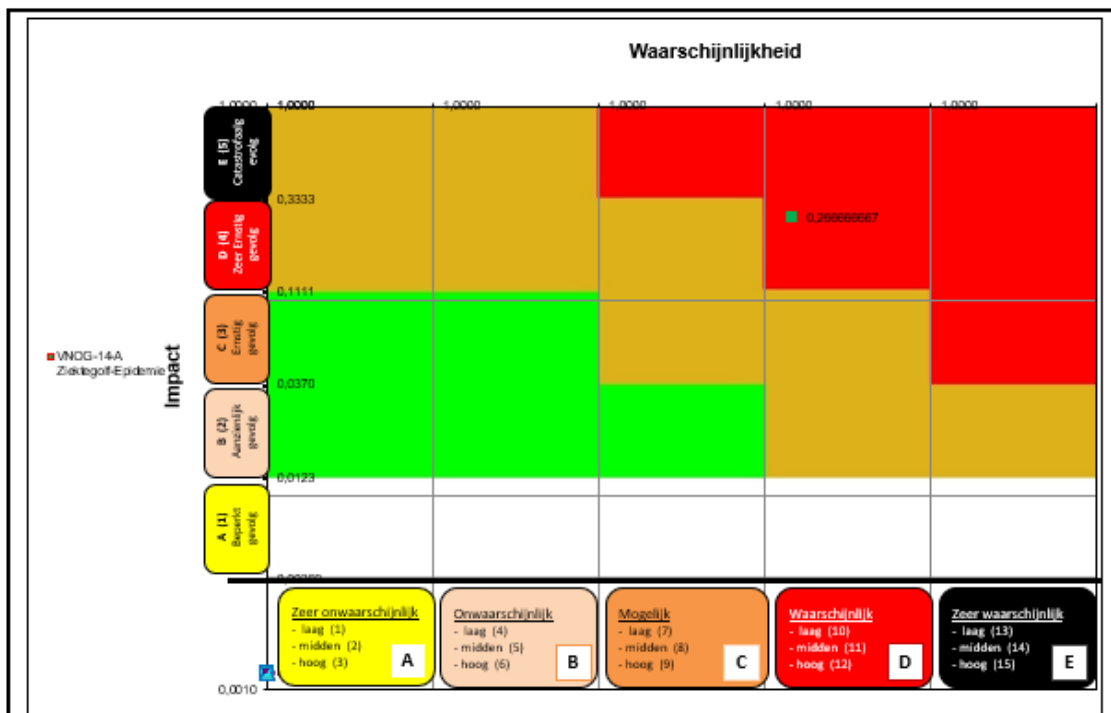 Waarschijnlijkheid
1,0000 1,0000 1,0000 1,0000 1,0000 1,0000
E (5)
Catastrofaalg
evolg
0,3333
D (4)
Zeer Ernstig
gevolg
0,266666667
0,1111
C (3)
Ernstig
gevolg
VNOG-14-A
Ziektegolf-Epidemie
Impact
0,0370
B (2)
Aanzienlijk
gevolg
0,0123
A (1)
Beperkt
gevolg
Zeer onwaarschijnlijk
- laag (1)
- midden (2)
- hoog (3)
A
Onwaarschijnlijk
- laag (4)
- midden (5)
- hoog (6)
B
Mogelijk
- laag (7)
- midden (8)
- hoog (9)
C
Waarschijnlijk
- laag (10)
- midden (11)
- hoog (12)
D
Zeer waarschijnlijk
- laag (13)
- midden (14)
- hoog (15)
E
0,0010